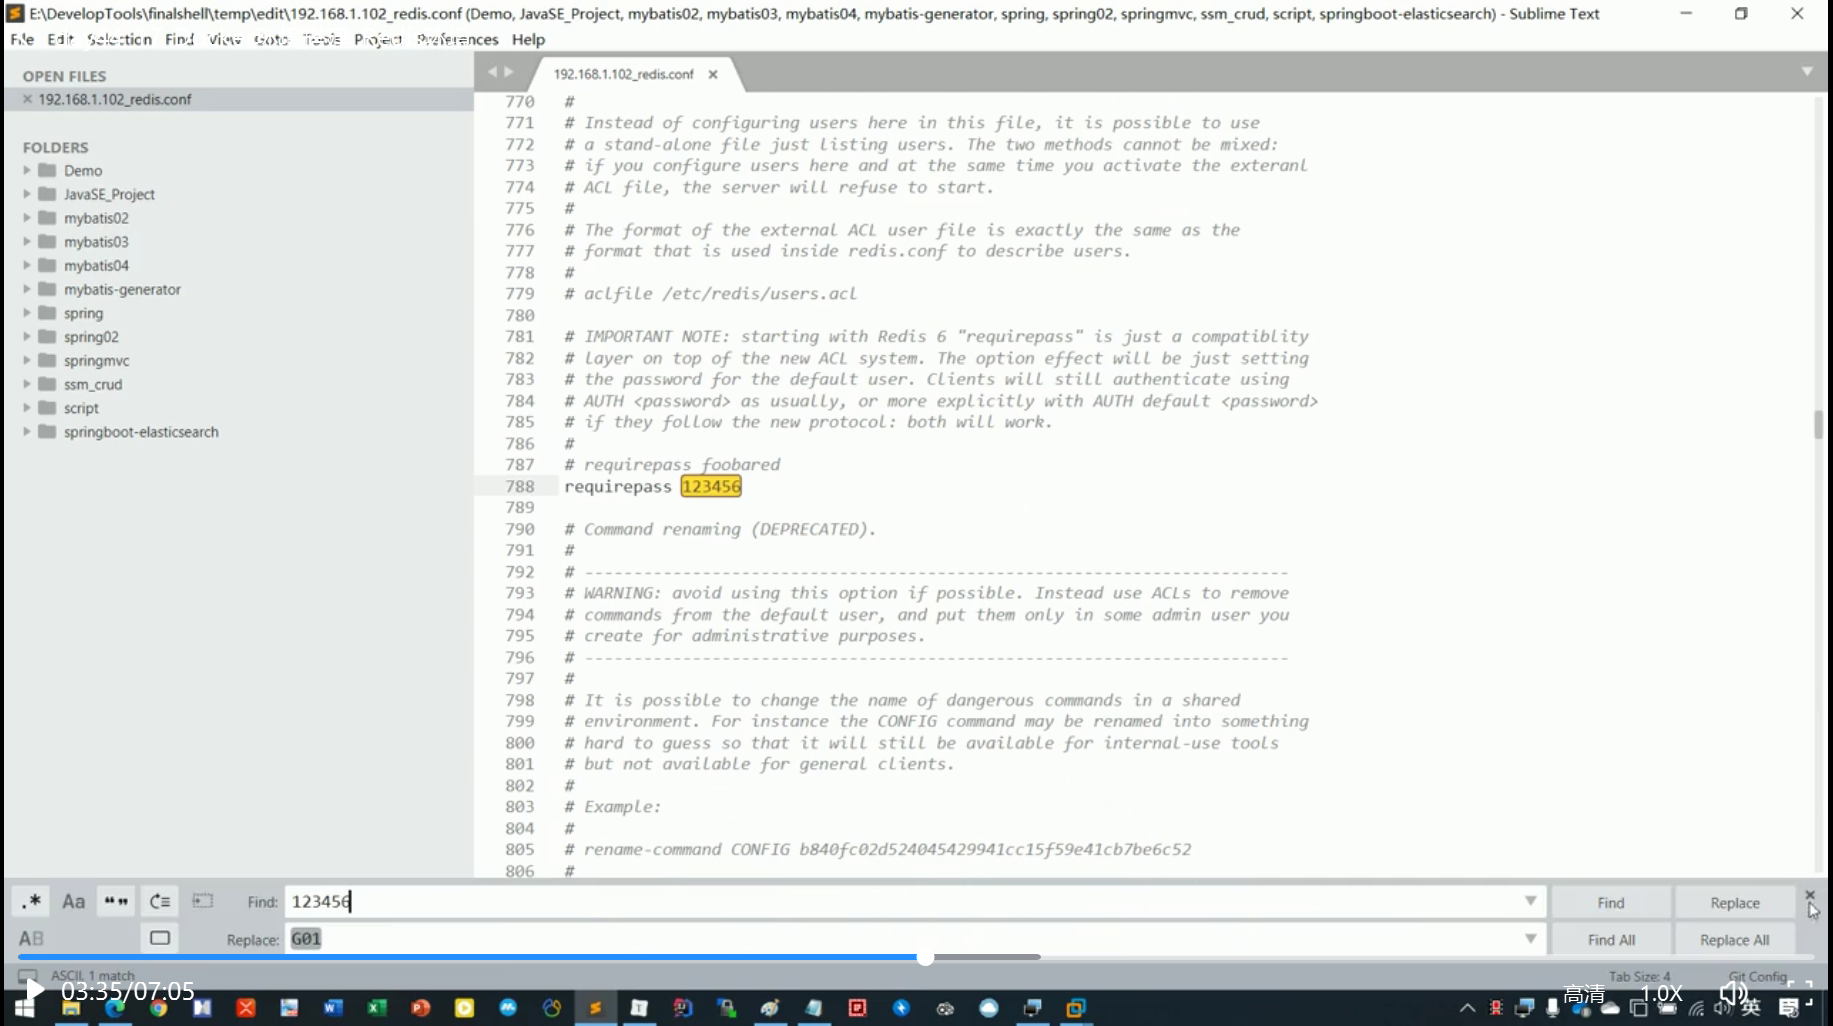 E:\DevelopTools\finalshell\temp\edit\192.168.1.102_redis.conf (Demo, JavaSE_Project, mybatis02, mybatis03, mybatis04, mybatis-generator, spring, spring02, springmvc, ssm_crud, script, springboot-elasticsearch) - Sublime Text
File Edit Selection Find View Goto Tools Project Preferences Help
OPEN FILES
192.168.1.102_redis.conf
FOLDERS
Demo
JavaSE_Project
mybatis02
mybatis03
mybatis04
mybatis-generator
spring
spring02
springmvc
ssm_crud
script
springboot-elasticsearch
192.168.1.102_redis.conf
770 #
771 # Instead of configuring users here in this file, it is possible to use
772 # a stand-alone file just listing users. The two methods cannot be mixed:
773 # if you configure users here and at the same time you activate the exteranl
774 # ACL file, the server will refuse to start.
775 #
776 # The format of the external ACL user file is exactly the same as the
777 # format that is used inside redis.conf to describe users.
778 #
779 # aclfile /etc/redis/users.acl
780
781 # IMPORTANT NOTE: starting with Redis 6 "requirepass" is just a compatiblity
782 # layer on top of the new ACL system. The option effect will be just setting
783 # the password for the default user. Clients will still authenticate using
784 # AUTH <password> as usually, or more explicitly with AUTH default <password>
785 # if they follow the new protocol: both will work.
786 #
787 # requirepass foobared
788 requirepass 123456
789
790 # Command renaming (DEPRECATED).
791 #
792 # ------------------------------------------------------------------------
793 # WARNING: avoid using this option if possible. Instead use ACLs to remove
794 # commands from the default user, and put them only in some admin user you
795 # create for administrative purposes.
796 # ------------------------------------------------------------------------
797 #
798 # It is possible to change the name of dangerous commands in a shared
799 # environment. For instance the CONFIG command may be renamed into something
800 # hard to guess so that it will still be available for internal-use tools
801 # but not available for general clients.
802 #
803 # Example:
804 #
805 # rename-command CONFIG b840fc02d524045429941cc15f59e41cb7be6c52
806 #
.* Aa “” Find: 123456 Find Replace
AB Replace: G01 Find All Replace All
ASCII, 1 match Tab Size: 4 Git Config
03:35/07:05 高清 1.0X 英